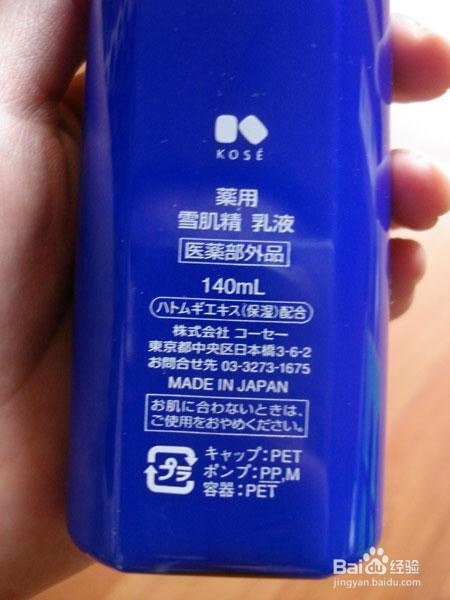 KOSÉ
薬用
雪肌精 乳液
医薬部外品
140mL
ハトムギエキス(保湿)配合
株式会社 コーセー
東京都中央区日本橋3-6-2
お問合せ先 03-3273-1675
MADE IN JAPAN
お肌に合わないときは、
ご使用をおやめください。
プラ
キャップ:PET
ポンプ:PP,M
容器:PET
Baidu经验
jingyan.baidu.com